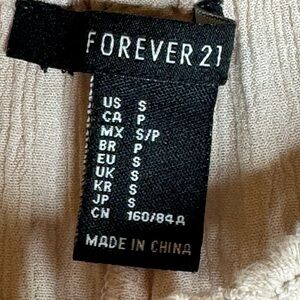 FOREVER 21
US S
CA P
MX S/P
BR P
EU S
UK S
KR S
JP S
CN 160/84A
MADE IN CHINA